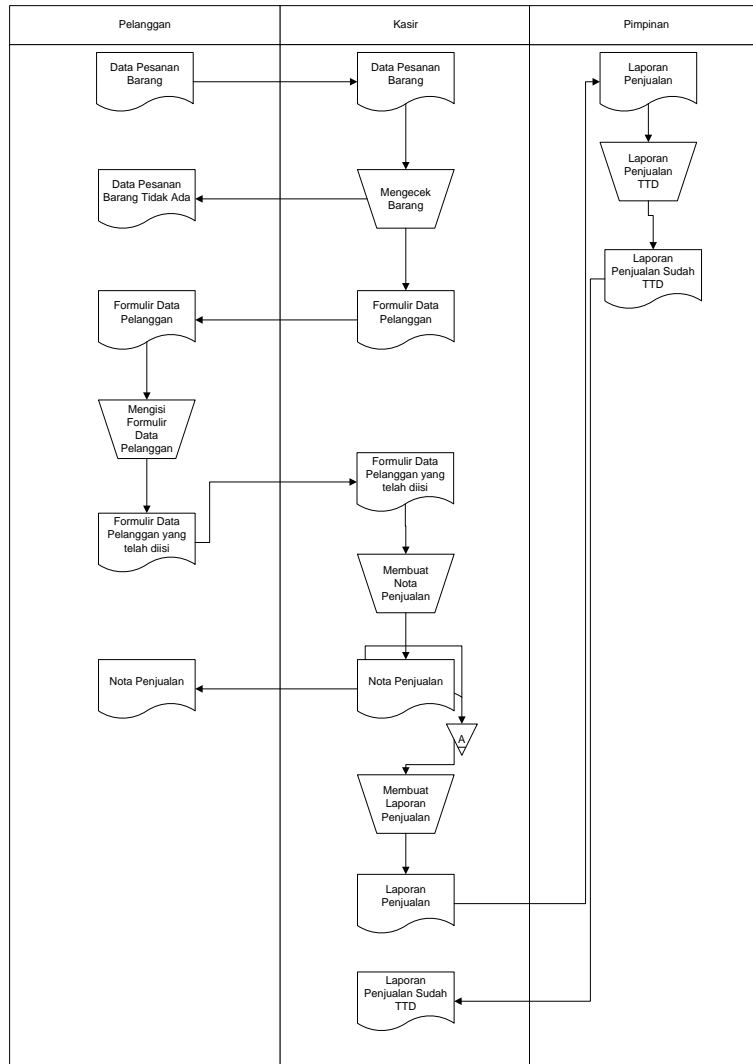 Pelanggan
Kasir
Pimpinan
Data Pesanan
Barang
Data Pesanan
Barang
Laporan
Penjualan
Data Pesanan
Barang Tidak Ada
Mengecek
Barang
Laporan
Penjualan
TTD
Laporan
Penjualan Sudah
TTD
Formulir Data
Pelanggan
Formulir Data
Pelanggan
Mengisi
Formulir
Data
Pelanggan
Formulir Data
Pelanggan yang
telah diisi
Formulir Data
Pelanggan yang
telah diisi
Membuat
Nota
Penjualan
Nota Penjualan
Nota Penjualan
A
Membuat
Laporan
Penjualan
Laporan
Penjualan
Laporan
Penjualan Sudah
TTD